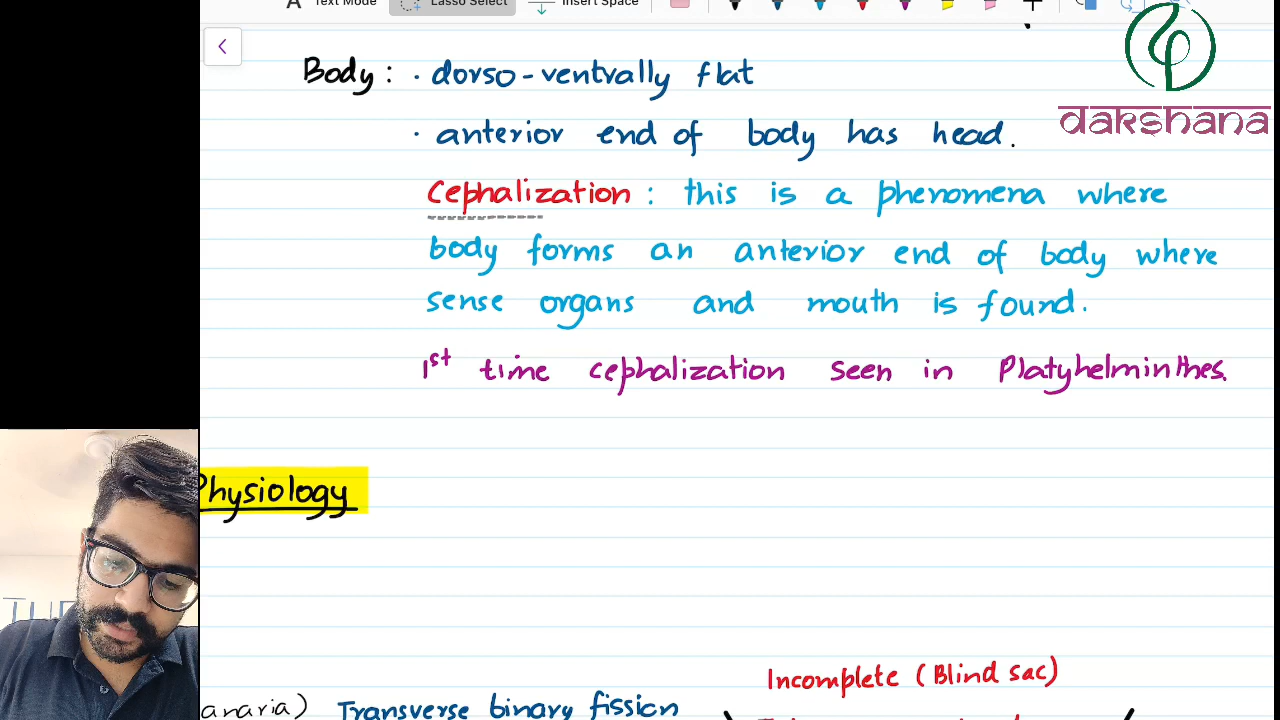 Text Mode
Lasso Select
Insert Space
dakshana
Body : · dorso-ventrally flat
· anterior end of body has head.
Cephalization : this is a phenomena where
body forms an anterior end of body where
sense organs and mouth is found.
1st time cephalization seen in Platyhelminthes.
Physiology
Incomplete (Blind sac)
anaria) Transverse binary fission